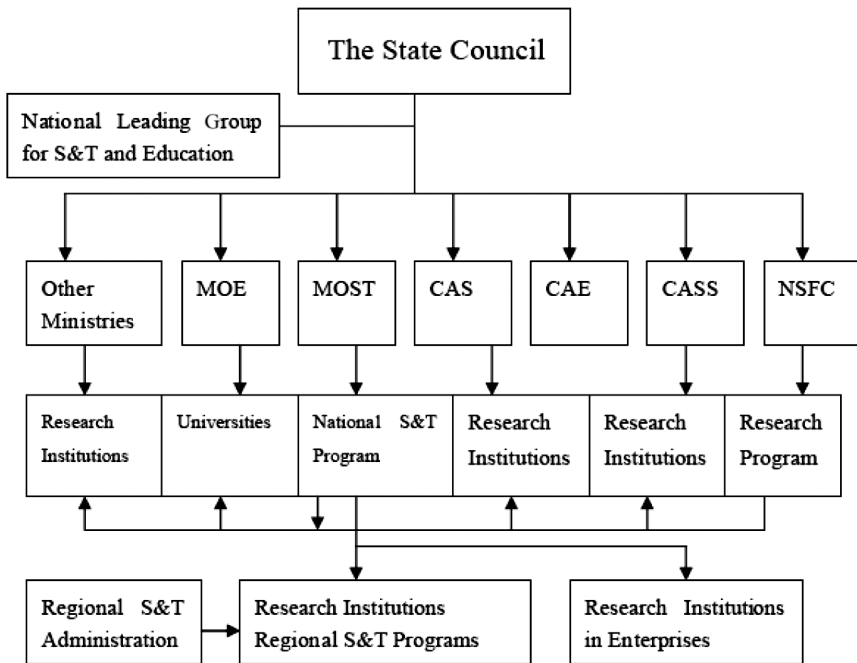 The State Council
National Leading Group
for S&T and Education
Other
Ministries
MOE
MOST
CAS
CAE
CASS
NSFC
Research
Institutions
Universities
National S&T
Program
Research
Institutions
Research
Institutions
Research
Program
Regional S&T
Administration
Research Institutions
Regional S&T Programs
Research Institutions
in Enterprises